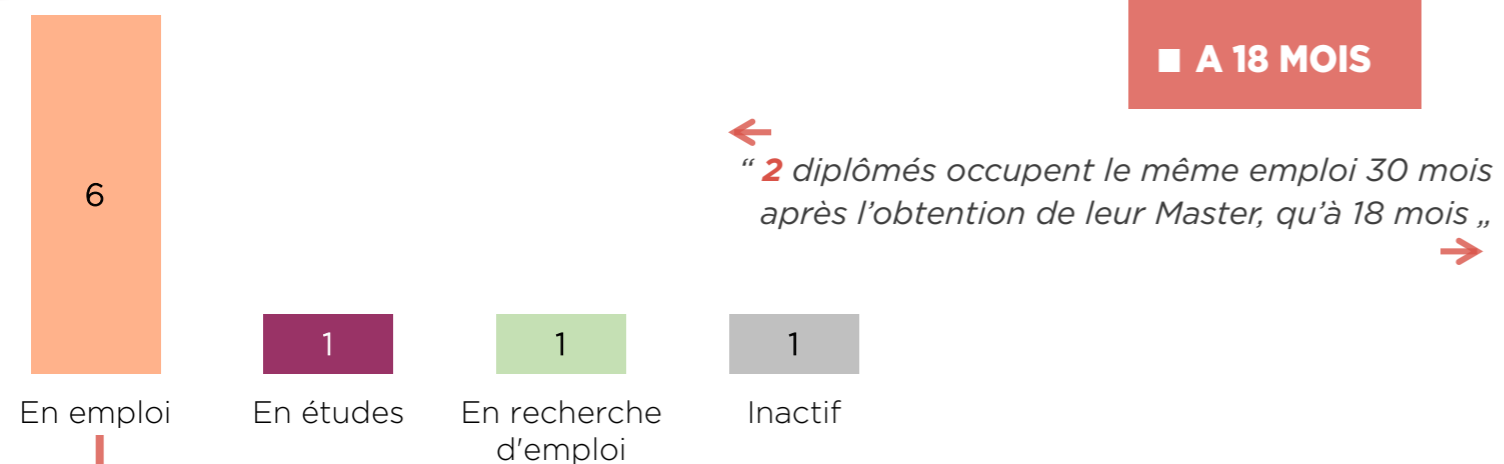 ■ A 18 MOIS
“ 2 diplômés occupent le même emploi 30 mois
après l’obtention de leur Master, qu’à 18 mois „
6
1
1
1
En emploi
En études
En recherche
d'emploi
Inactif